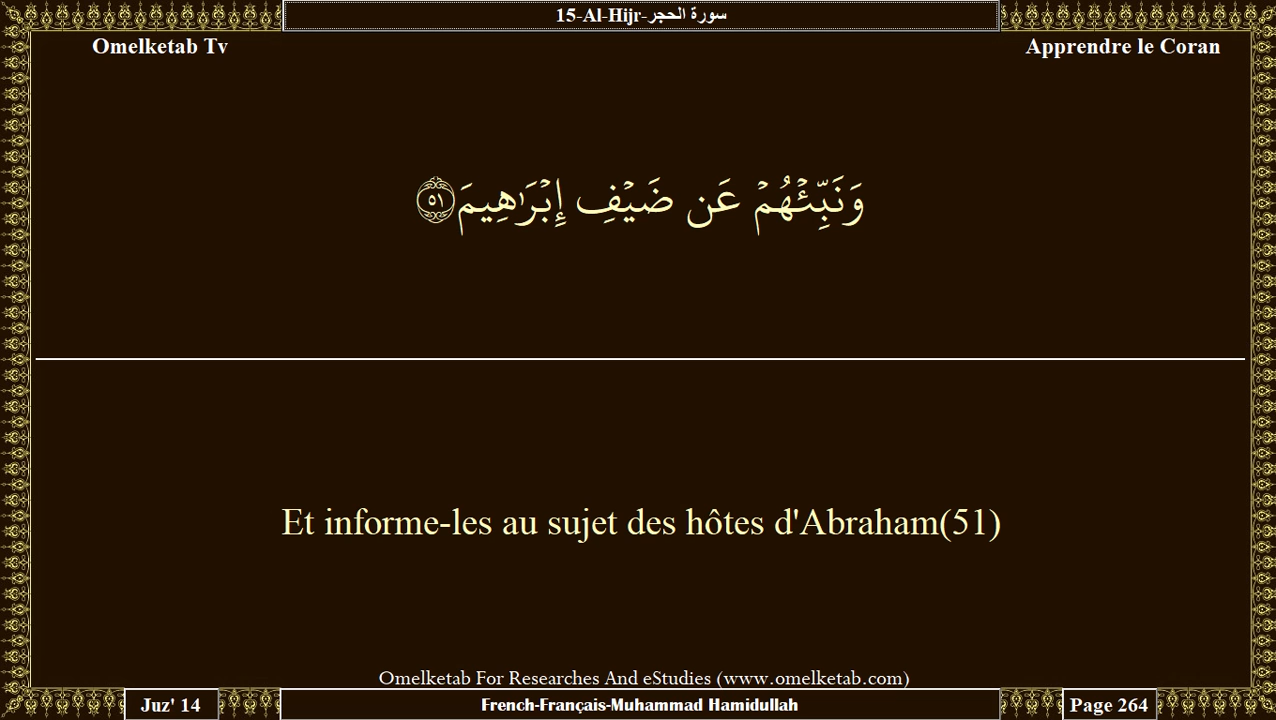 15-Al-Hijr-سورة الحجر
Omelketab Tv
Apprendre le Coran
وَنَبِّئۡهُمۡ عَن ضَيۡفِ إِبۡرَٰهِيمَ ٥١
Et informe-les au sujet des hôtes d'Abraham(51)
Omelketab For Researches And eStudies (www.omelketab.com)
Juz' 14
French-Français-Muhammad Hamidullah
Page 264